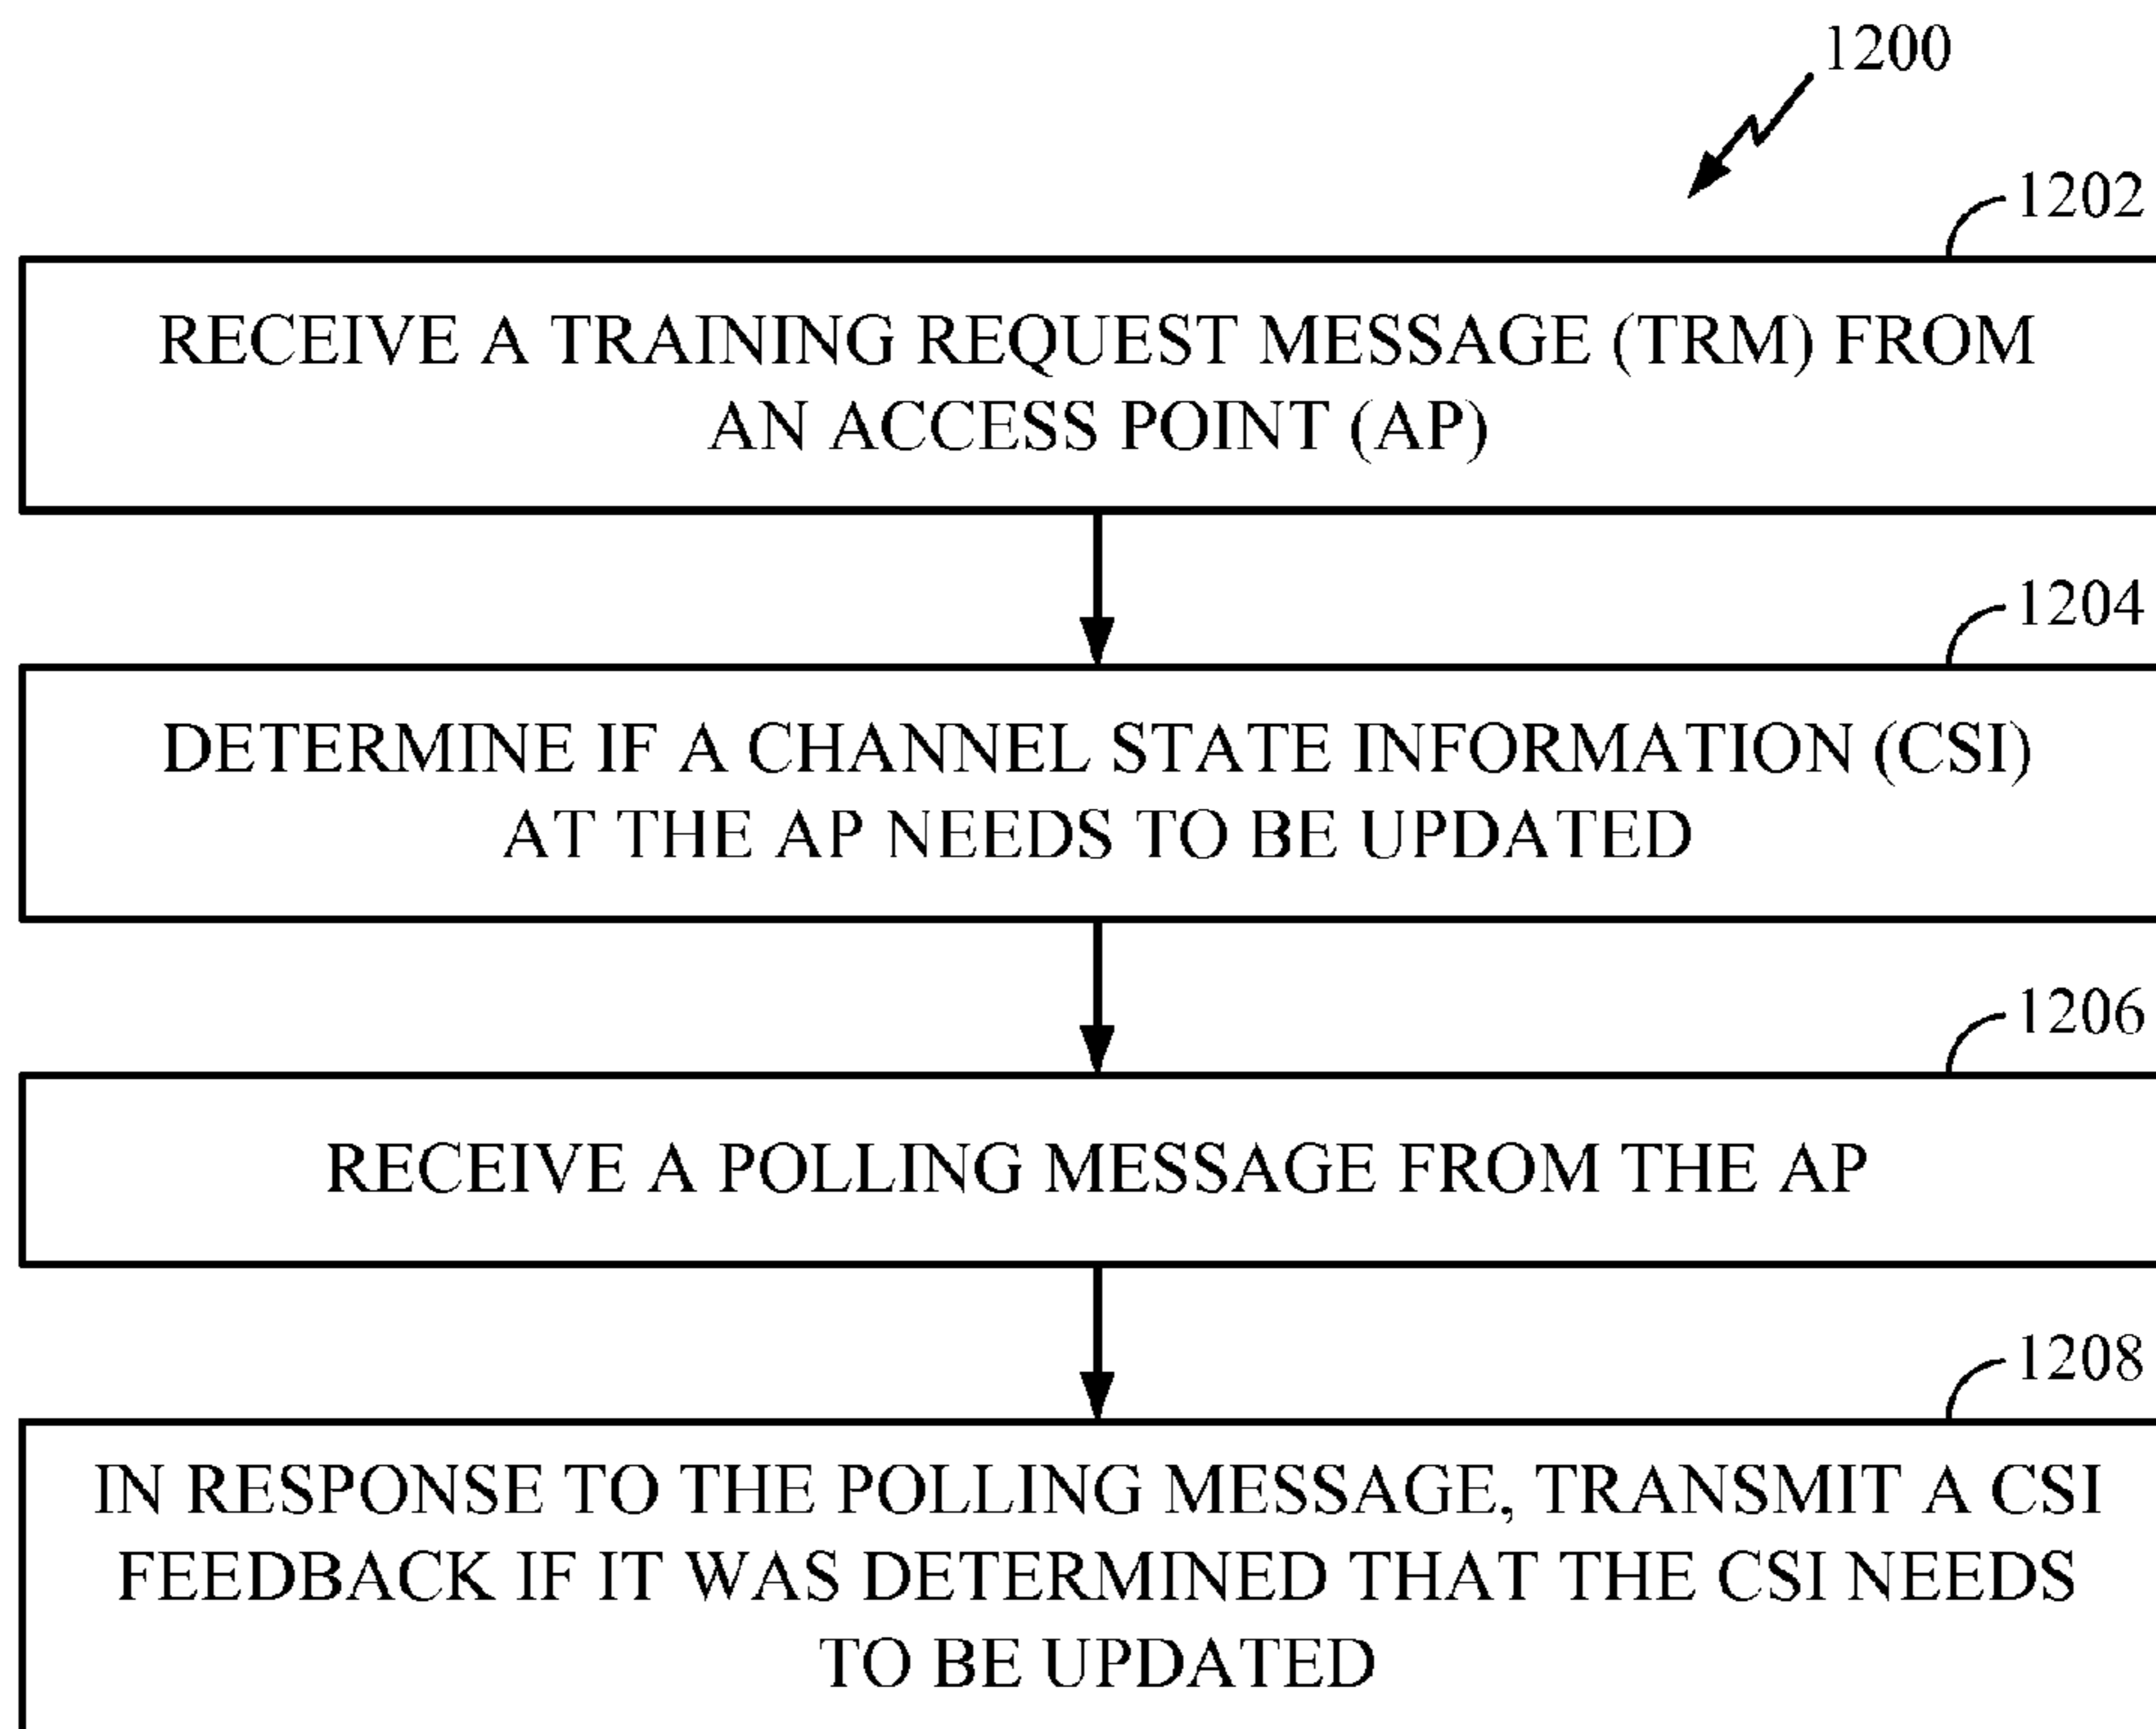 1200
1202
RECEIVE A TRAINING REQUEST MESSAGE (TRM) FROM
AN ACCESS POINT (AP)
1204
DETERMINE IF A CHANNEL STATE INFORMATION (CSI)
AT THE AP NEEDS TO BE UPDATED
1206
RECEIVE A POLLING MESSAGE FROM THE AP
1208
IN RESPONSE TO THE POLLING MESSAGE, TRANSMIT A CSI
FEEDBACK IF IT WAS DETERMINED THAT THE CSI NEEDS
TO BE UPDATED